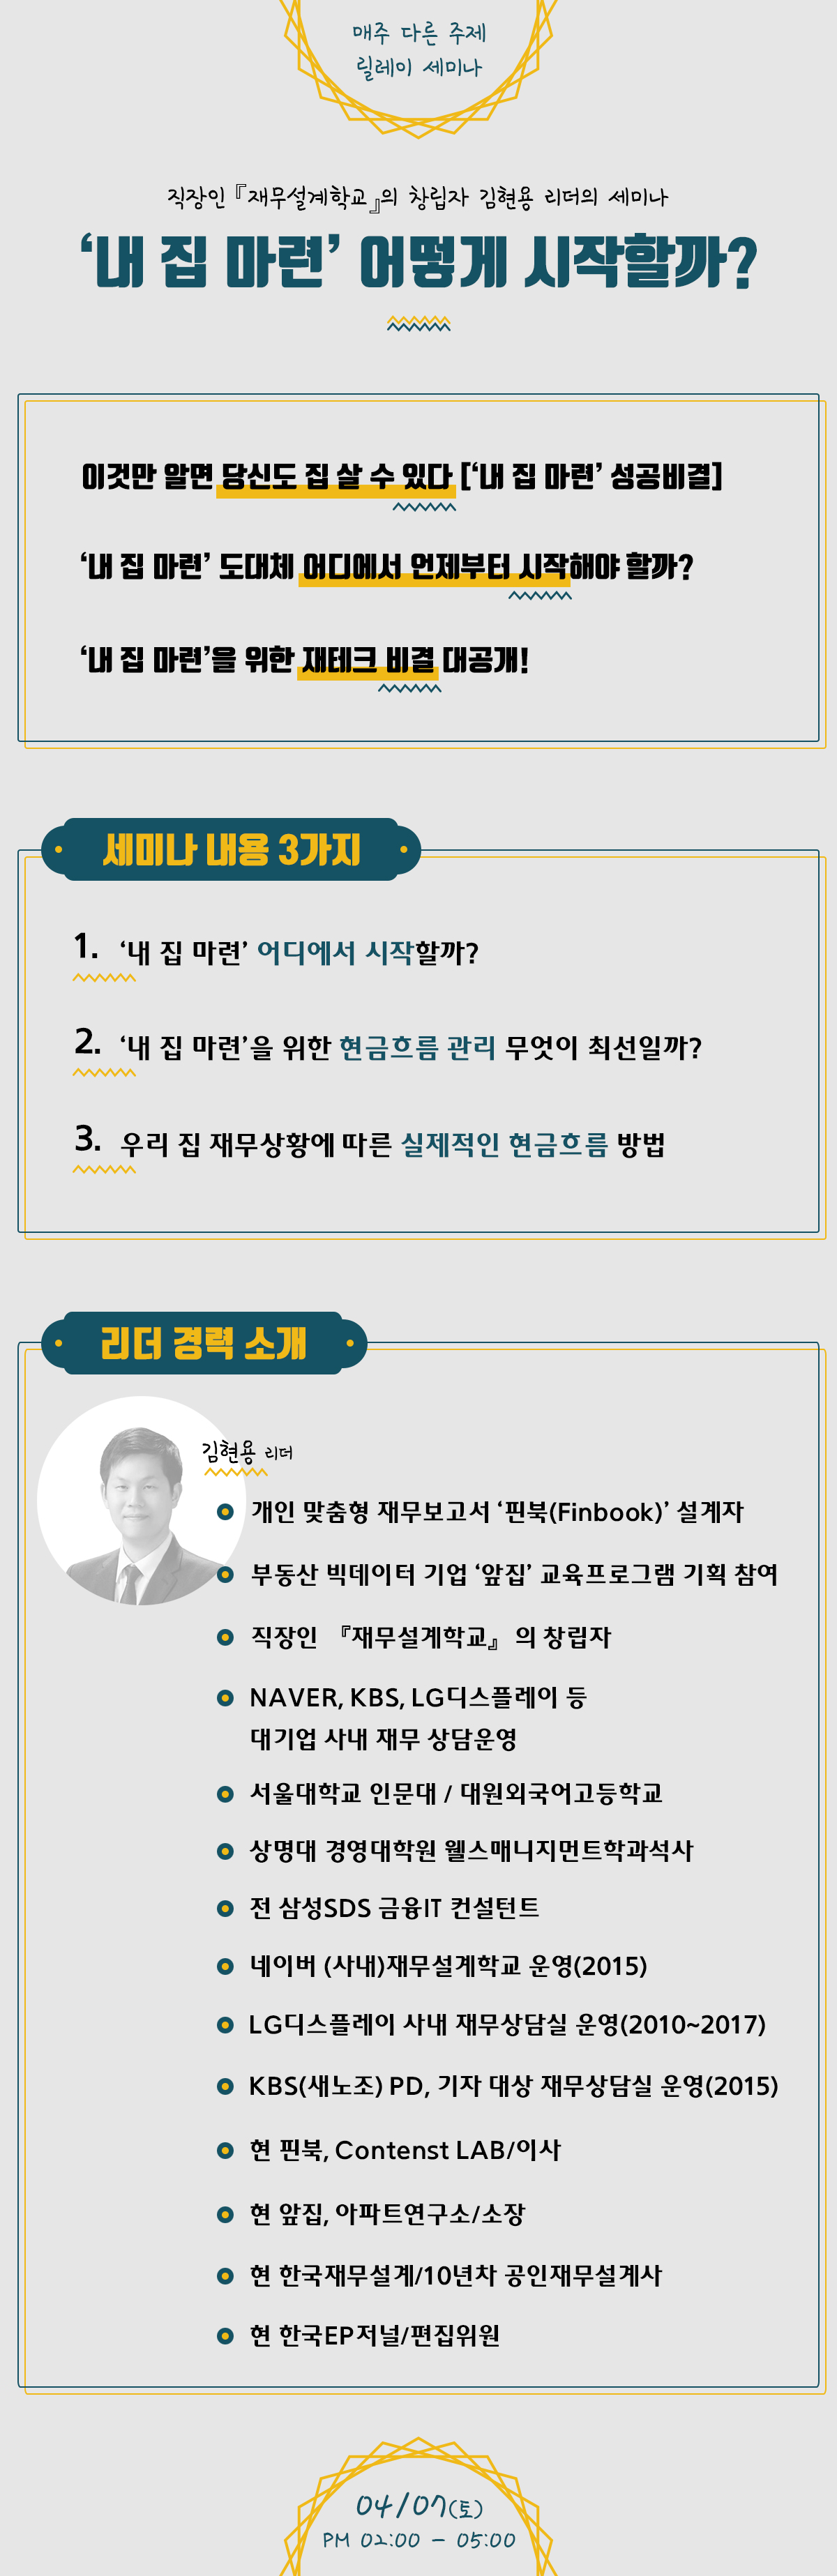 매주 다른 주제
릴레이 세미나
직장인『재무설계학교』의 창립자 김현용 리더의 세미나
‘내 집 마련’ 어떻게 시작할까?
이것만 알면 당신도 집 살 수 있다 [‘내 집 마련’ 성공비결]
‘내 집 마련’ 도대체 어디에서 언제부터 시작해야 할까?
‘내 집 마련’을 위한 재테크 비결 대공개!
세미나 내용 3가지
1. ‘내 집 마련’ 어디에서 시작할까?
2. ‘내 집 마련’을 위한 현금흐름 관리 무엇이 최선일까?
3. 우리 집 재무상황에 따른 실제적인 현금흐름 방법
리더 경력 소개
김현용 리더
개인 맞춤형 재무보고서 ‘핀북(Finbook)’ 설계자
부동산 빅데이터 기업 ‘앞집’ 교육프로그램 기획 참여
직장인 『재무설계학교』 의 창립자
NAVER, KBS, LG디스플레이 등
대기업 사내 재무 상담운영
서울대학교 인문대 / 대원외국어고등학교
상명대 경영대학원 웰스매니지먼트학과석사
전 삼성SDS 금융IT 컨설턴트
네이버 (사내)재무설계학교 운영(2015)
LG디스플레이 사내 재무상담실 운영(2010~2017)
KBS(새노조) PD, 기자 대상 재무상담실 운영(2015)
현 핀북, Contenst LAB/이사
현 앞집, 아파트연구소/소장
현 한국재무설계/10년차 공인재무설계사
현 한국EP저널/편집위원
04/07(토)
PM 02:00 - 05:00